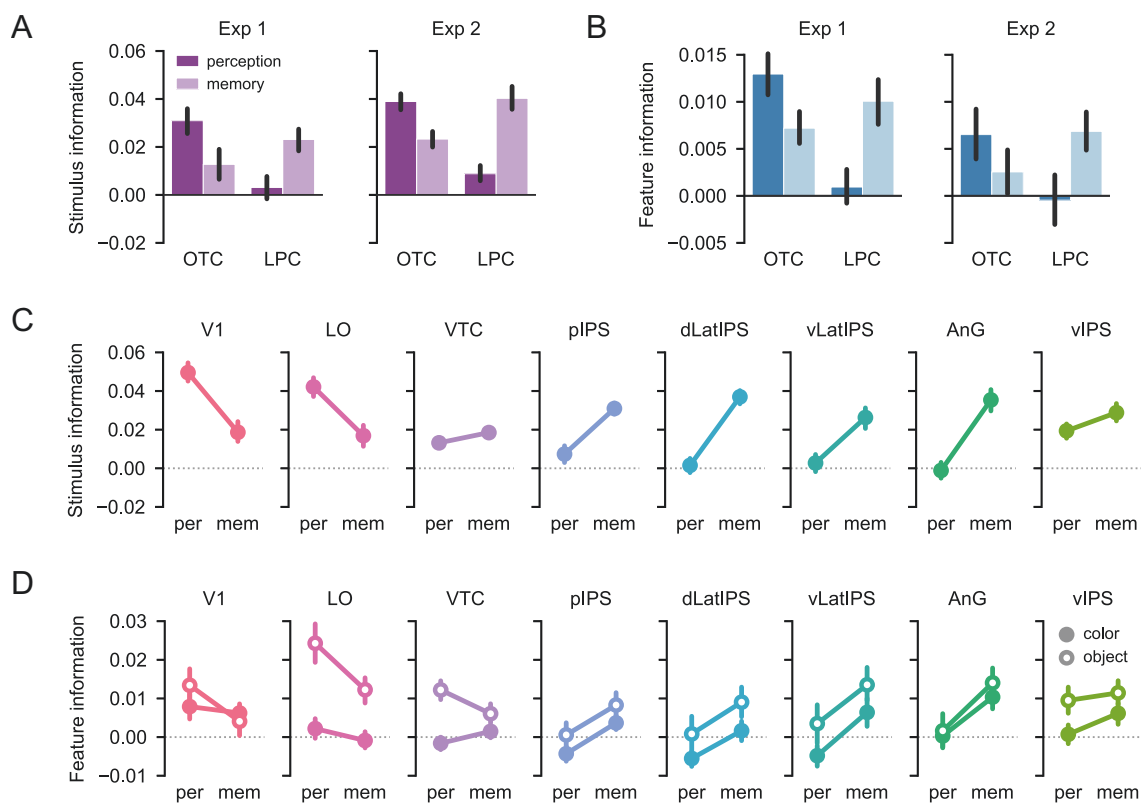 A
Exp 1
Exp 2
Stimulus information
0.06
0.04
0.02
0.00
−0.02
perception
memory
OTC
LPC
OTC
LPC
B
Exp 1
Exp 2
Feature information
0.015
0.010
0.005
0.000
−0.005
OTC
LPC
OTC
LPC
C
V1
LO
VTC
pIPS
dLatIPS
vLatIPS
AnG
vIPS
Stimulus information
0.06
0.04
0.02
0.00
−0.02
per mem
per mem
per mem
per mem
per mem
per mem
per mem
per mem
D
V1
LO
VTC
pIPS
dLatIPS
vLatIPS
AnG
vIPS
Feature information
0.03
0.02
0.01
0.00
−0.01
color
object
per mem
per mem
per mem
per mem
per mem
per mem
per mem
per mem